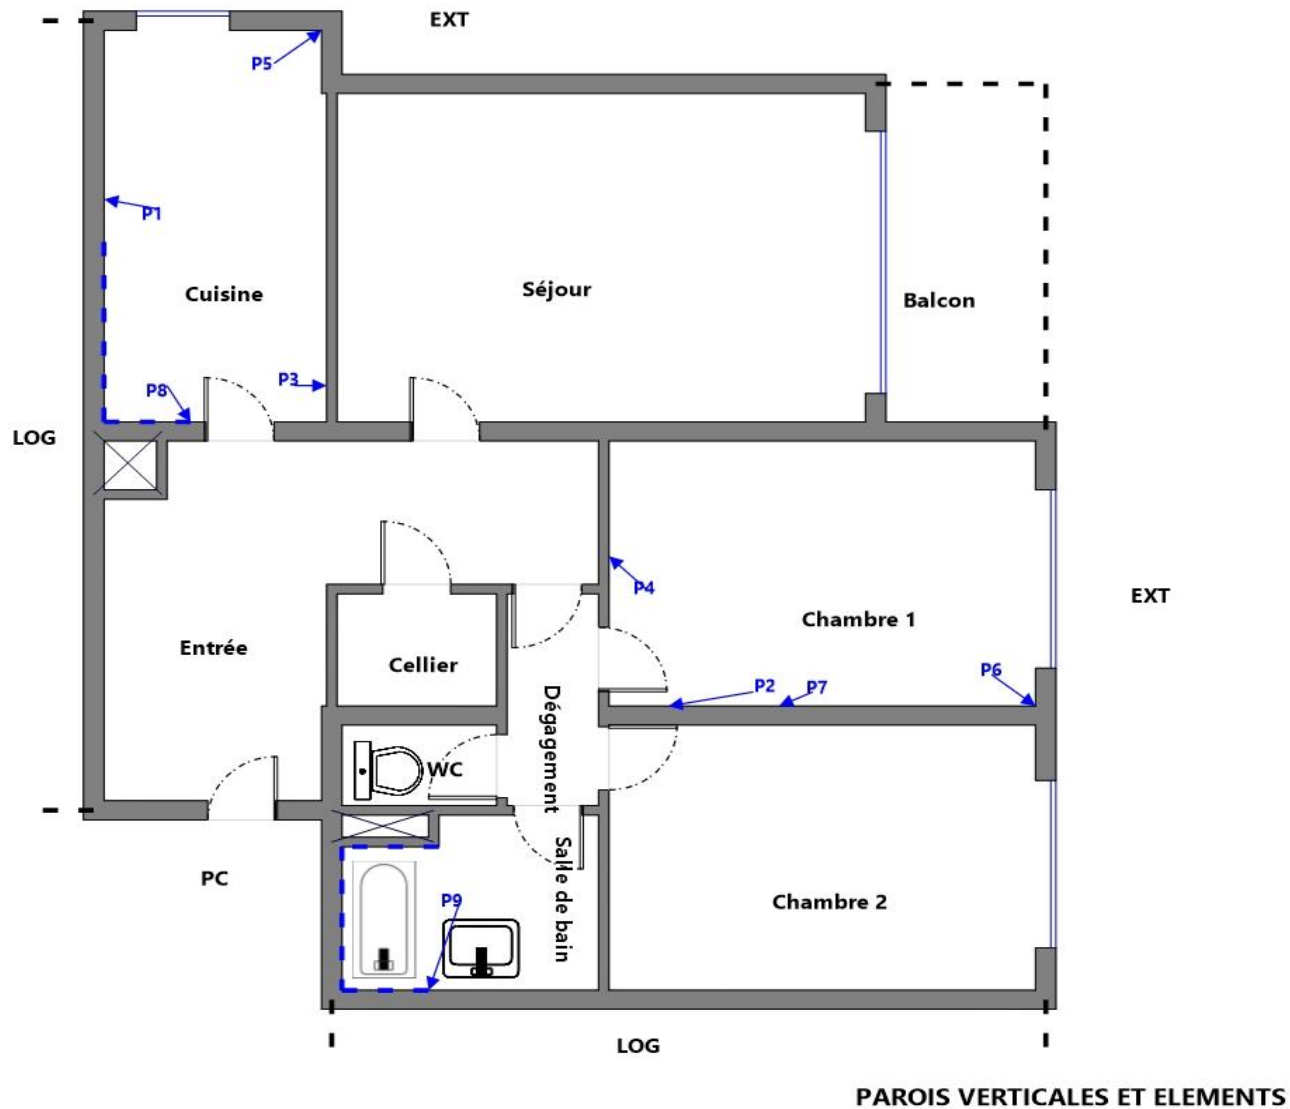 EXT
P5
P1
Cuisine
Séjour
Balcon
P8
P3
LOG
P4
EXT
Chambre 1
Entrée
Cellier
P6
P2
P7
Dégagement
WC
Salle de bain
PC
P9
Chambre 2
LOG
PAROIS VERTICALES ET ELEMENTS